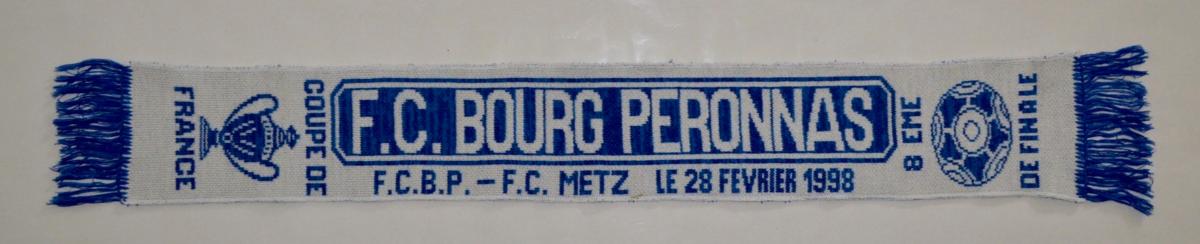 COUPE DE
FRANCE
F.C. BOURG PERONNAS
F.C.B.P. - F.C. METZ LE 28 FEVRIER 1998
8 EME
DE FINALE